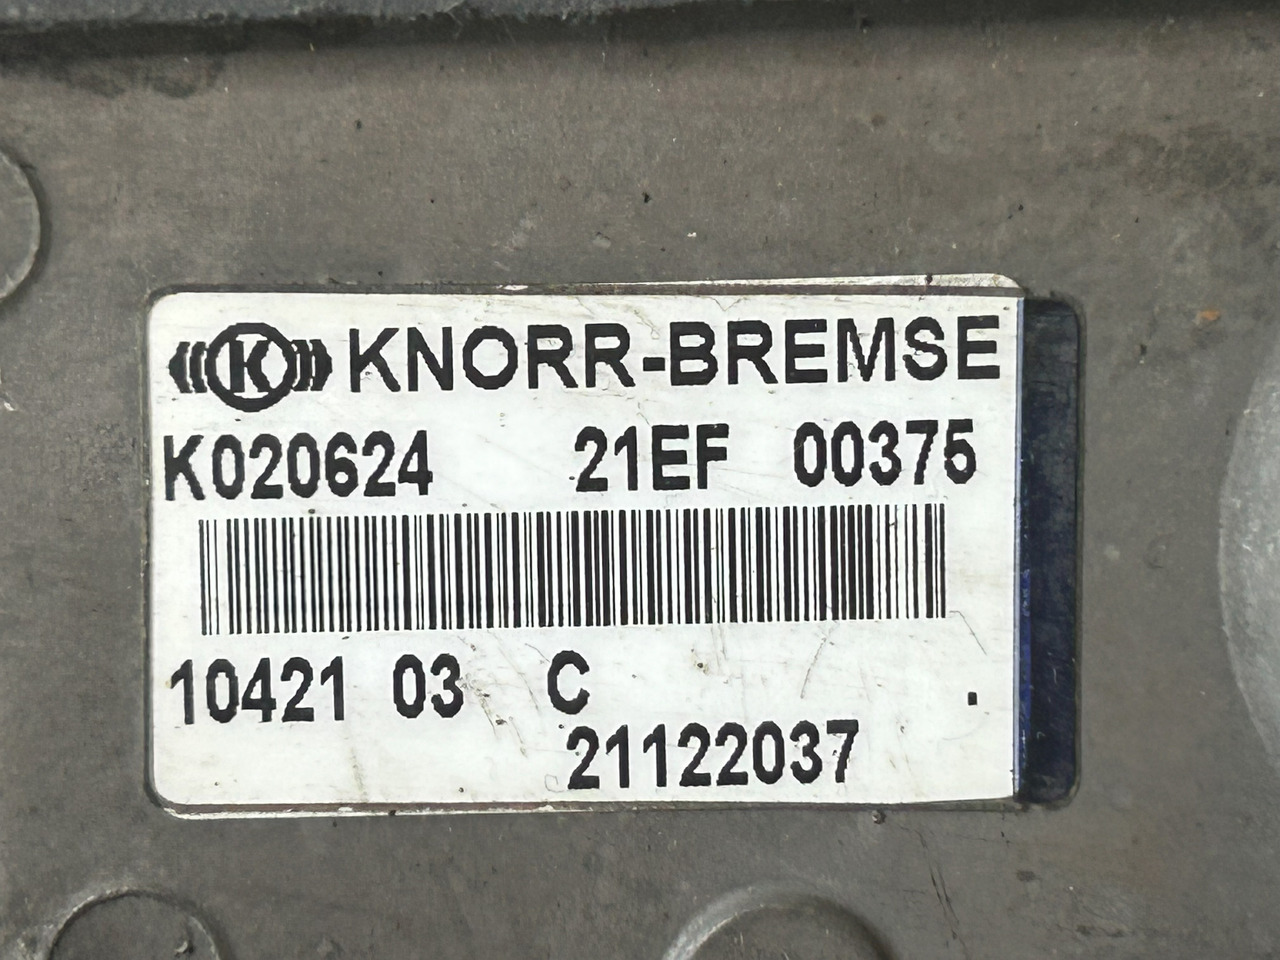 K KNORR-BREMSE
K020624 21EF 00375
10421 03 C .
21122037